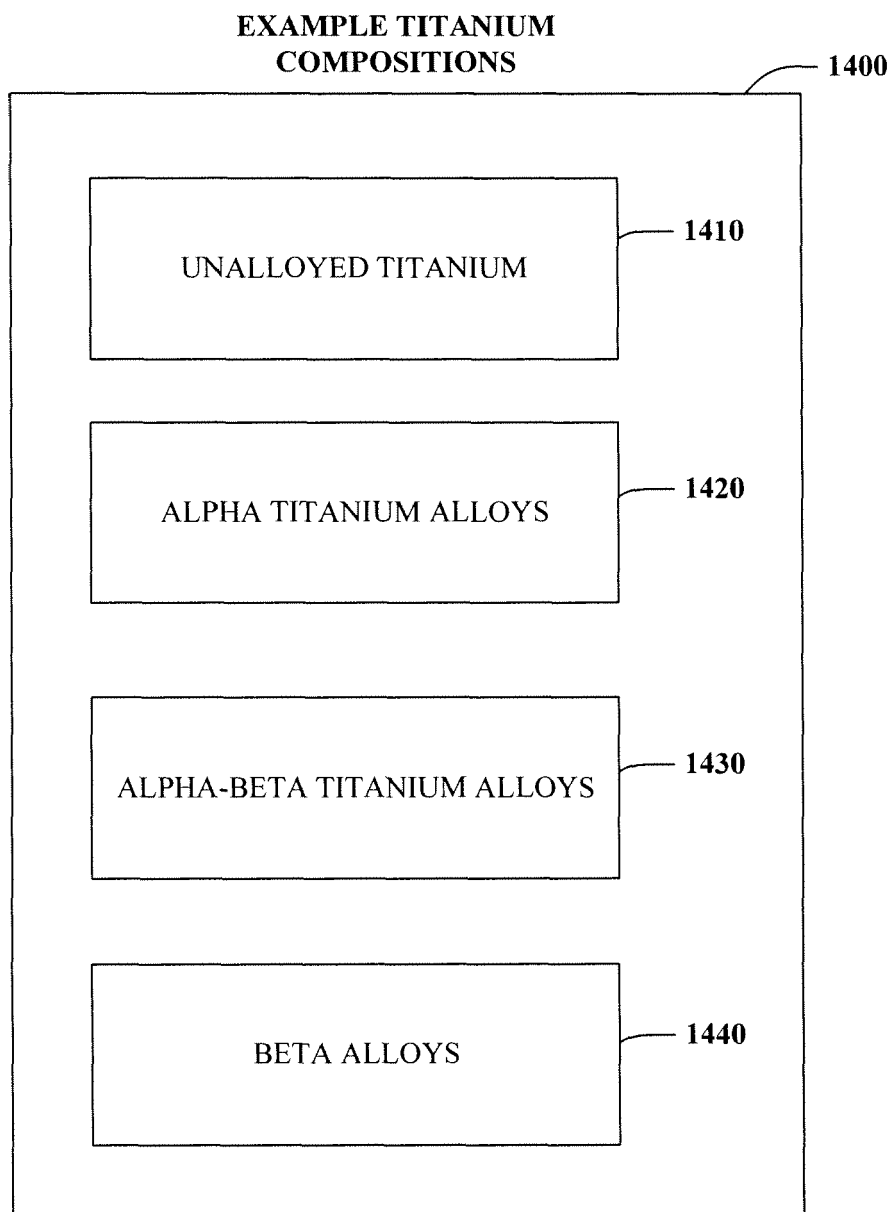 EXAMPLE TITANIUM
COMPOSITIONS
1400
1410
UNALLOYED TITANIUM
1420
ALPHA TITANIUM ALLOYS
1430
ALPHA-BETA TITANIUM ALLOYS
1440
BETA ALLOYS